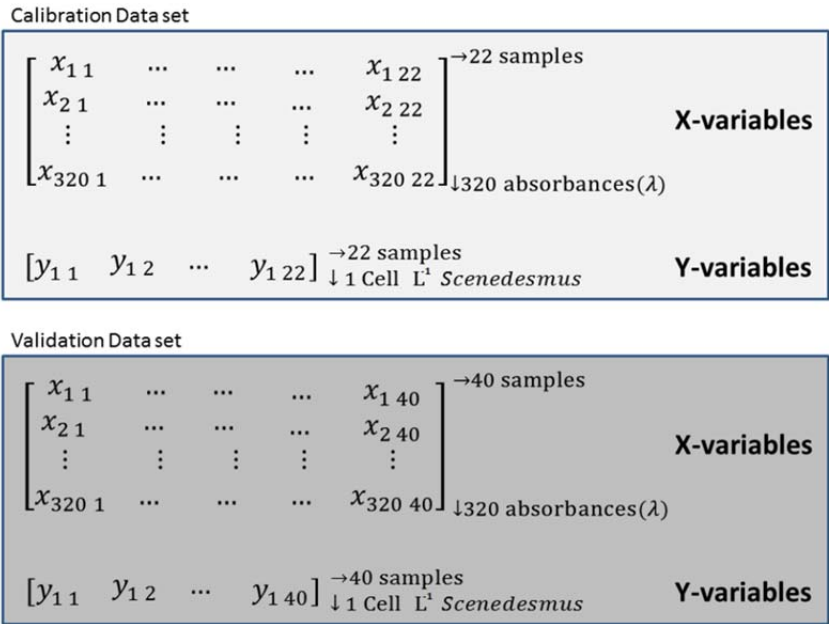 Calibration Data set
x₁ ₁ ... ... ... x₁ ₂₂ →22 samples
x₂ ₁ ... ... ... x₂ ₂₂
⋮ ⋮ ⋮ ⋮ ⋮
X-variables
x₃₂₀ ₁ ... ... ... x₃₂₀ ₂₂ ↓320 absorbances(λ)
[y₁ ₁ y₁ ₂ ... y₁ ₂₂] →22 samples
↓ 1 Cell L⁻¹ Scenedesmus
Y-variables
Validation Data set
x₁ ₁ ... ... ... x₁ ₄₀ →40 samples
x₂ ₁ ... ... ... x₂ ₄₀
⋮ ⋮ ⋮ ⋮ ⋮
X-variables
x₃₂₀ ₁ ... ... ... x₃₂₀ ₄₀ ↓320 absorbances(λ)
[y₁ ₁ y₁ ₂ ... y₁ ₄₀] →40 samples
↓ 1 Cell L⁻¹ Scenedesmus
Y-variables